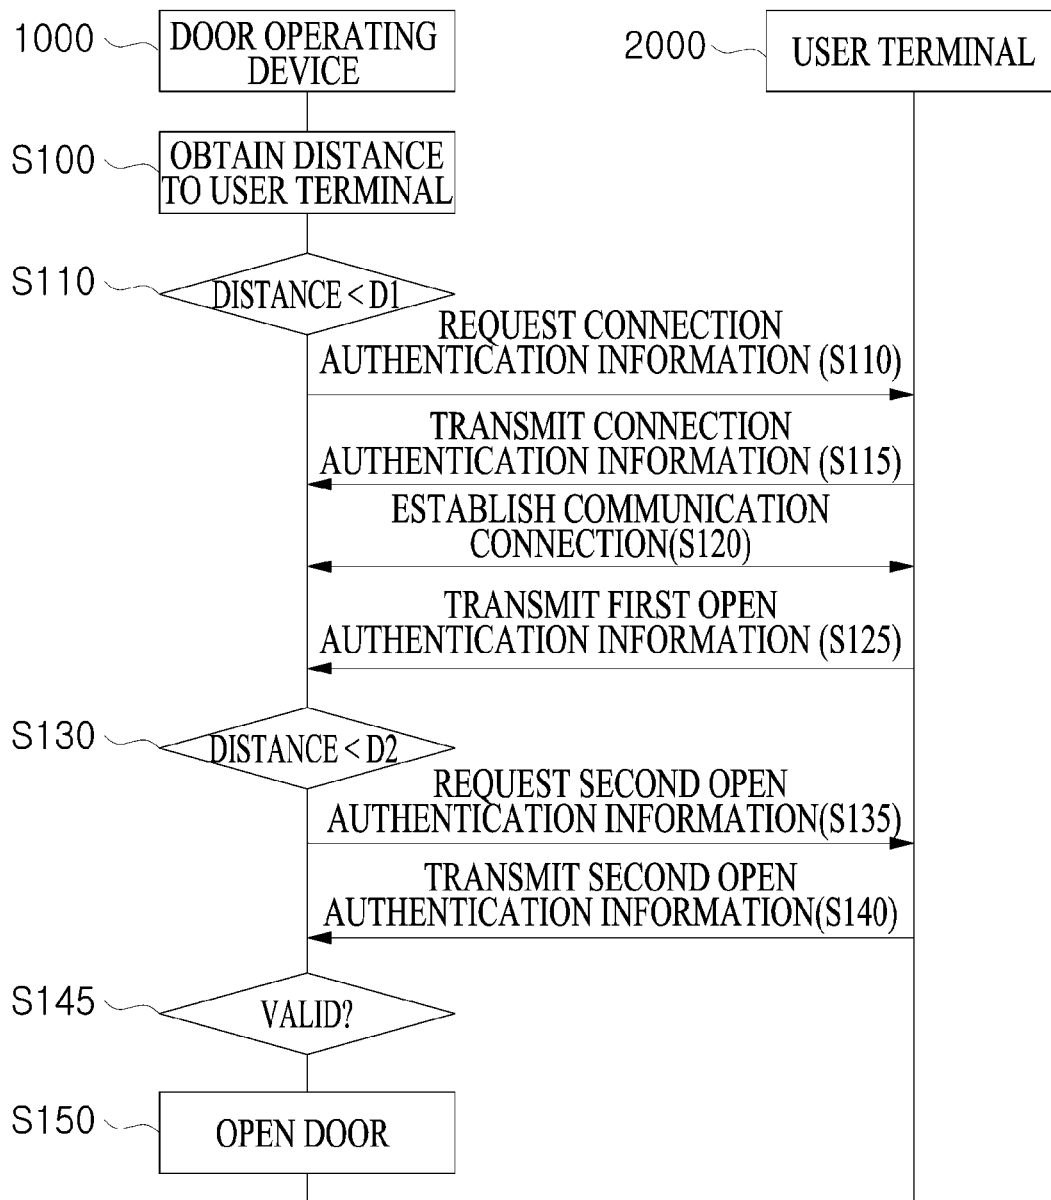 1000
DOOR OPERATING
DEVICE
2000
USER TERMINAL
S100
OBTAIN DISTANCE
TO USER TERMINAL
S110
DISTANCE < D1
REQUEST CONNECTION
AUTHENTICATION INFORMATION (S110)
TRANSMIT CONNECTION
AUTHENTICATION INFORMATION (S115)
ESTABLISH COMMUNICATION
CONNECTION(S120)
TRANSMIT FIRST OPEN
AUTHENTICATION INFORMATION (S125)
S130
DISTANCE < D2
REQUEST SECOND OPEN
AUTHENTICATION INFORMATION(S135)
TRANSMIT SECOND OPEN
AUTHENTICATION INFORMATION(S140)
S145
VALID?
S150
OPEN DOOR